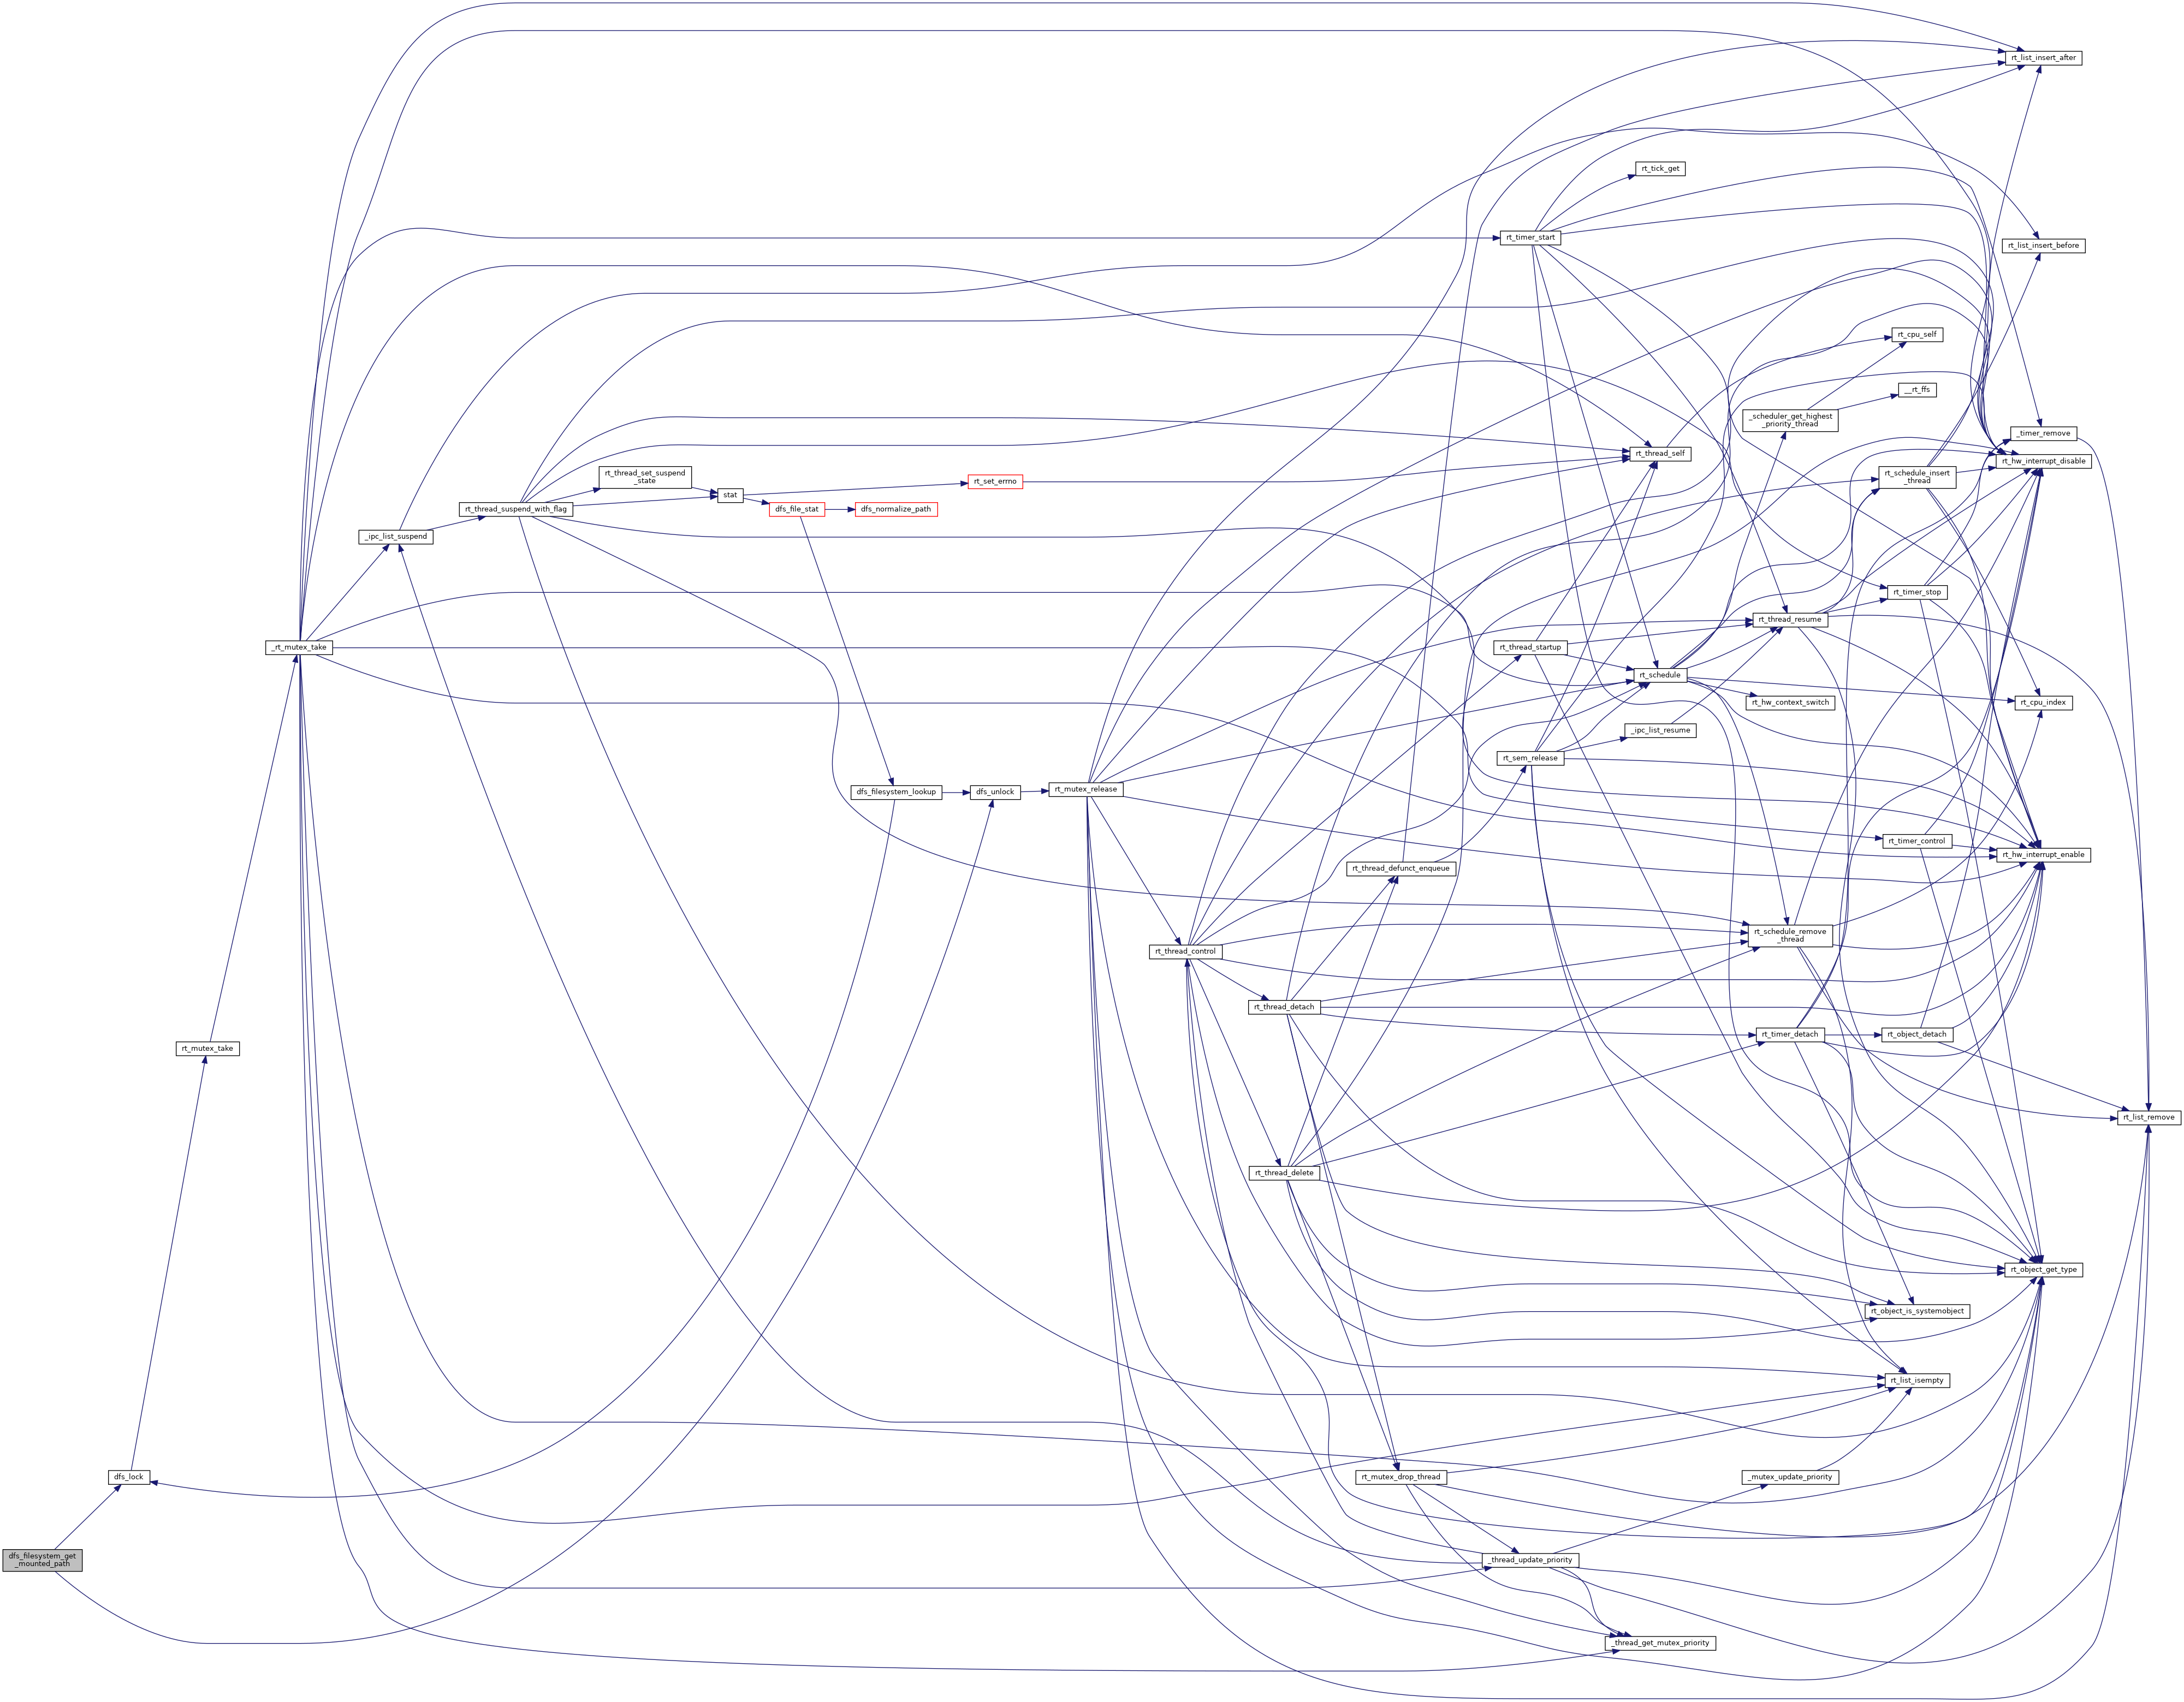 rt_list_insert_after
rt_tick_get
rt_timer_start
rt_list_insert_before
rt_cpu_self
__rt_ffs
_scheduler_get_highest
_priority_thread
_timer_remove
rt_thread_self
rt_hw_interrupt_disable
rt_thread_set_suspend
_state
rt_schedule_insert
_thread
rt_set_errno
stat
rt_thread_suspend_with_flag
dfs_file_stat
dfs_normalize_path
_ipc_list_suspend
rt_timer_stop
rt_thread_resume
_rt_mutex_take
rt_thread_startup
rt_schedule
rt_hw_context_switch
rt_cpu_index
_ipc_list_resume
rt_sem_release
rt_mutex_release
dfs_filesystem_lookup
dfs_unlock
rt_timer_control
rt_hw_interrupt_enable
rt_thread_defunct_enqueue
rt_schedule_remove
_thread
rt_thread_control
rt_thread_detach
rt_timer_detach
rt_object_detach
rt_mutex_take
rt_list_remove
rt_thread_delete
rt_object_get_type
rt_object_is_systemobject
rt_list_isempty
dfs_lock
rt_mutex_drop_thread
_mutex_update_priority
dfs_filesystem_get
_mounted_path
_thread_update_priority
_thread_get_mutex_priority